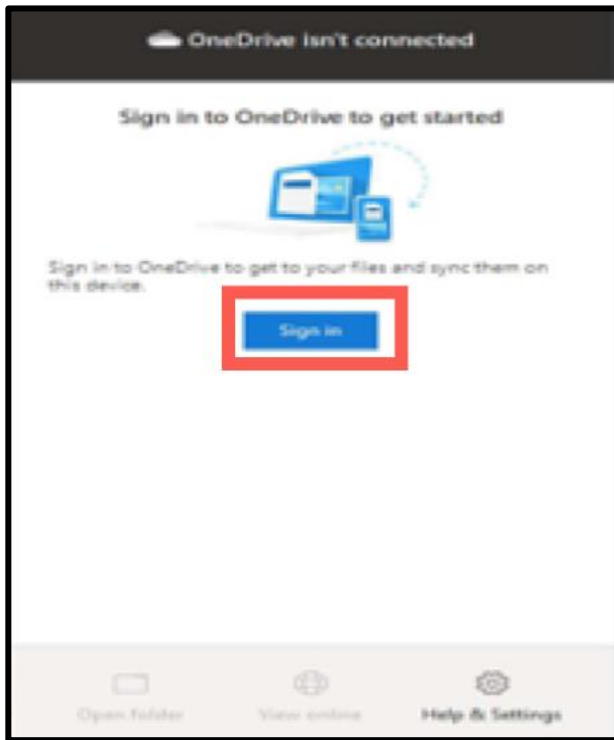 OneDrive isn't connected
Sign in to OneDrive to get started
Sign in to OneDrive to get to your files and sync them on
this device.
Sign in
Open folder
View online
Help & Settings